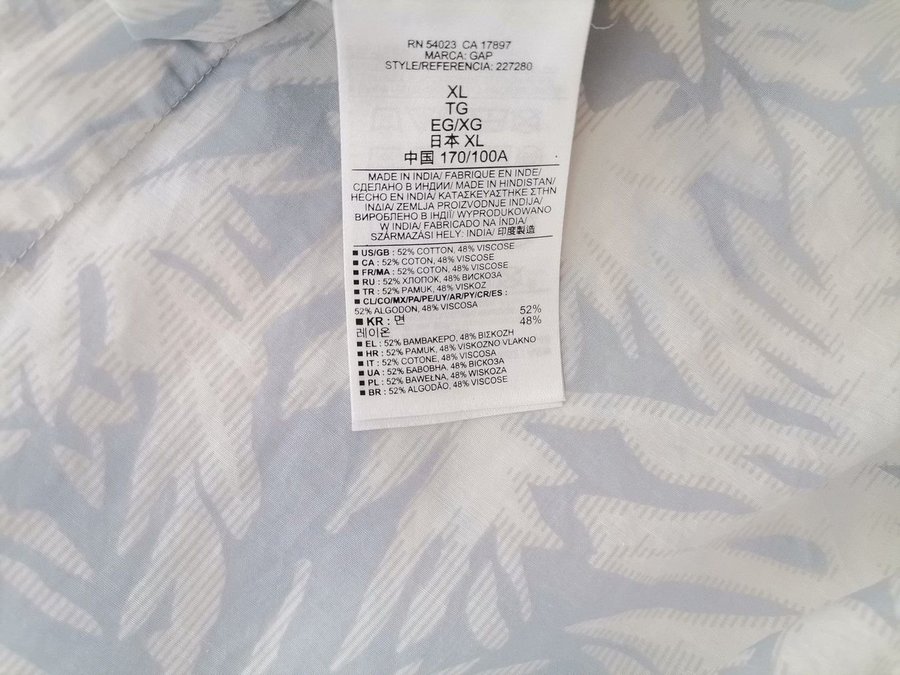 RN 54023 CA 17897
MARCA: GAP
STYLE/REFERENCIA: 227280
XL
TG
EG/XG
日本 XL
中国 170/100A
MADE IN INDIA/ FABRIQUE EN INDE/
СДЕЛАНО В ИНДИИ/ MADE IN HINDISTAN/
HECHO EN INDIA/ ΚΑΤΑΣΚΕΥΑΣΤΗΚΕ ΣΤΗΝ
ΙΝΔΙΑ/ ZEMLJA PROIZVODNJE INDIJA/
ВИРОБЛЕНО В ІНДІЇ/ WYPRODUKOWANO
W INDIA/ FABRICADO NA ÍNDIA/
SZÁRMAZÁSI HELY: INDIA/ 印度製造
■ US/GB : 52% COTTON, 48% VISCOSE
■ CA : 52% COTON, 48% VISCOSE
■ FR/MA : 52% COTON, 48% VISCOSE
■ RU : 52% ХЛОПОК, 48% ВИСКОЗА
■ TR : 52% PAMUK, 48% VISKOZ
■ CL/CO/MX/PA/PE/UY/AR/PY/CR/ES :
52% ALGODON, 48% VISCOSA
■ KR : 면 52%
레이온 48%
■ EL : 52% ΒΑΜΒΑΚΕΡΟ, 48% ΒΙΣΚΟΖΗ
■ HR : 52% PAMUK, 48% VISKOZNO VLAKNO
■ IT : 52% COTONE, 48% VISCOSA
■ UA : 52% БАВОВНА, 48% ВІСКОЗА
■ PL : 52% BAWEŁNA, 48% WISKOZA
■ BR : 52% ALGODÃO, 48% VISCOSE